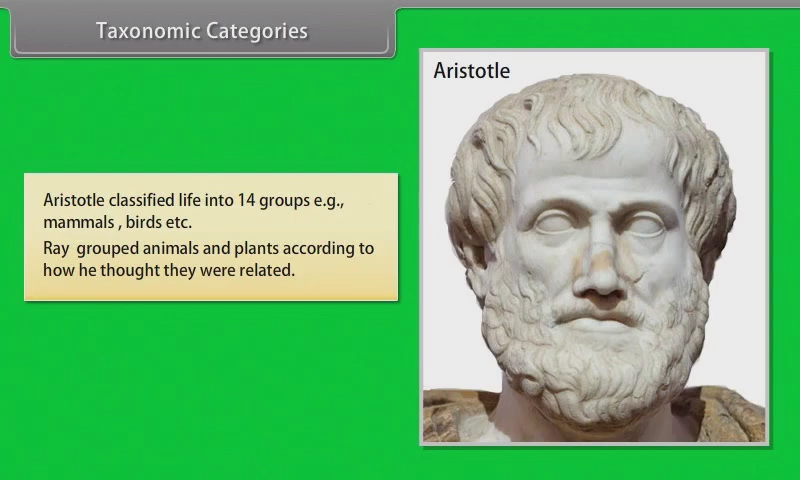 Taxonomic Categories
Aristotle
Aristotle classified life into 14 groups e.g.,
mammals , birds etc.
Ray grouped animals and plants according to
how he thought they were related.